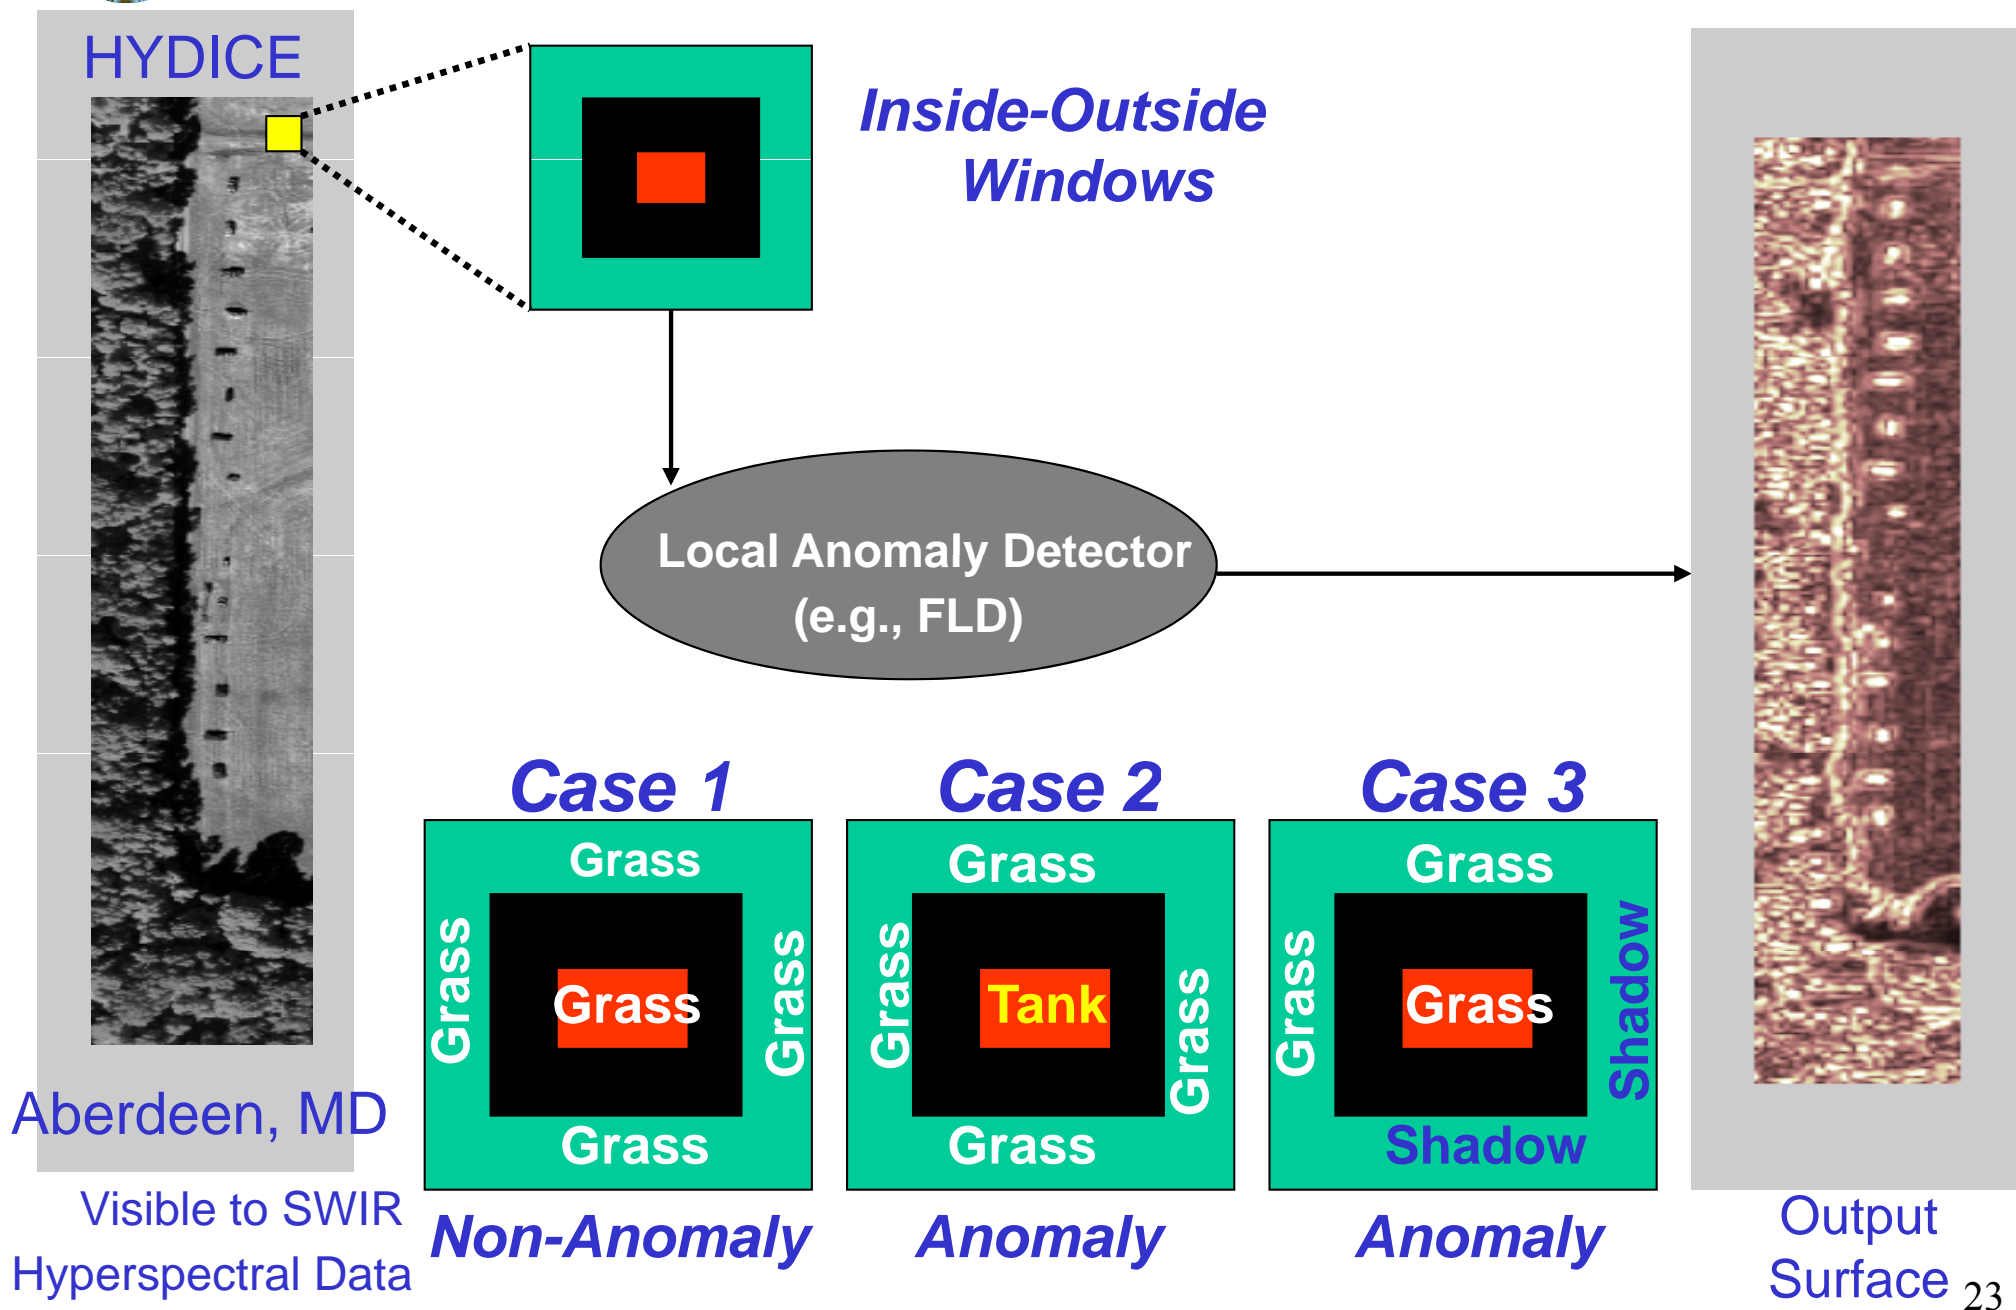 HYDICE
Inside-Outside
Windows
Local Anomaly Detector
(e.g., FLD)
Case 1
Case 2
Case 3
Grass
Grass
Grass
Grass
Grass
Grass
Grass
Tank
Grass
Grass
Grass
Grass
Grass
Shadow
Shadow
Aberdeen, MD
Visible to SWIR
Hyperspectral Data
Non-Anomaly
Anomaly
Anomaly
Output
Surface
23